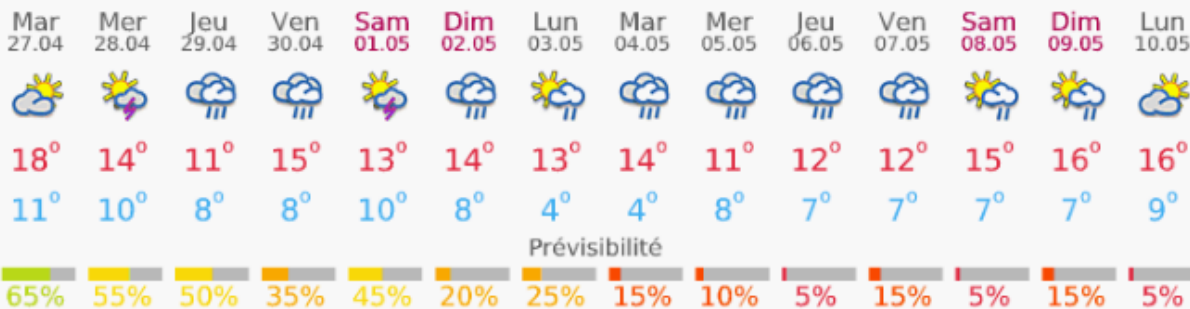 Mar Mer Jeu Ven Sam Dim Lun Mar Mer Jeu Ven Sam Dim Lun
27.04 28.04 29.04 30.04 01.05 02.05 03.05 04.05 05.05 06.05 07.05 08.05 09.05 10.05
18° 14° 11° 15° 13° 14° 13° 14° 11° 12° 12° 15° 16° 16°
11° 10° 8° 8° 10° 8° 4° 4° 8° 7° 7° 7° 7° 9°
Prévisibilité
65% 55% 50% 35% 45% 20% 25% 15% 10% 5% 15% 5% 15% 5%